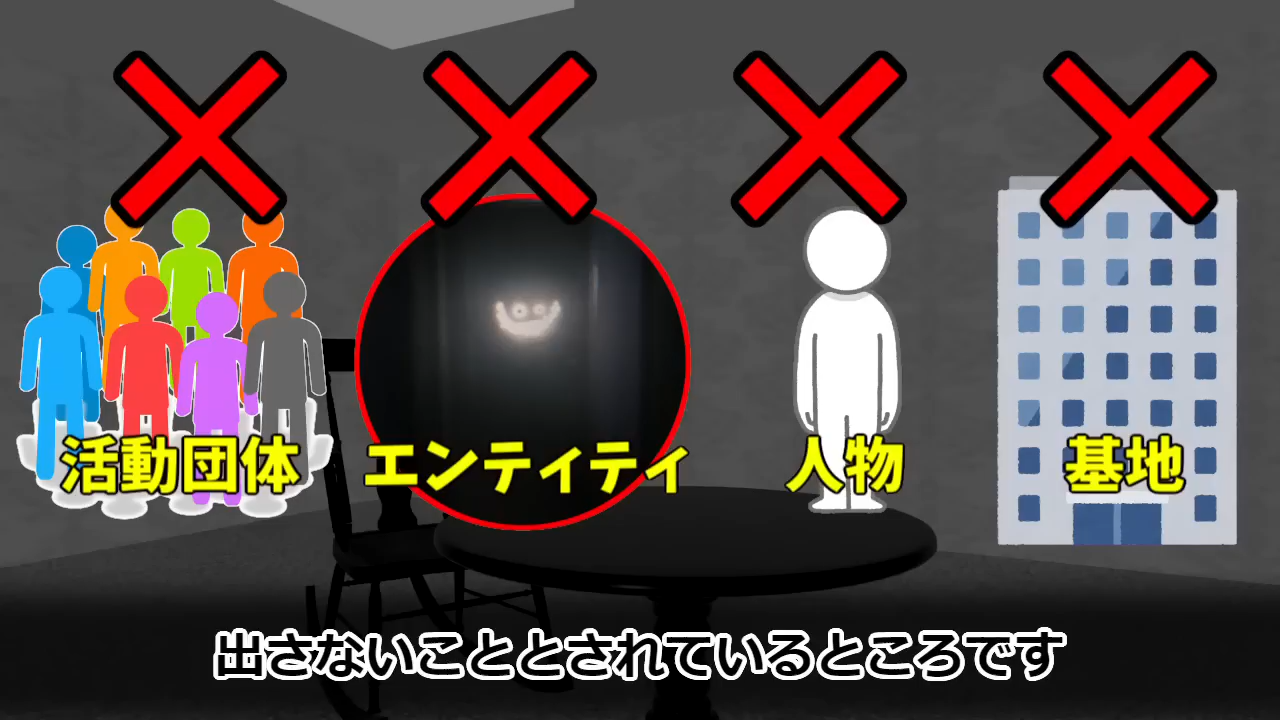 活動団体
エンティティ
人物
基地
出さないこととされているところです